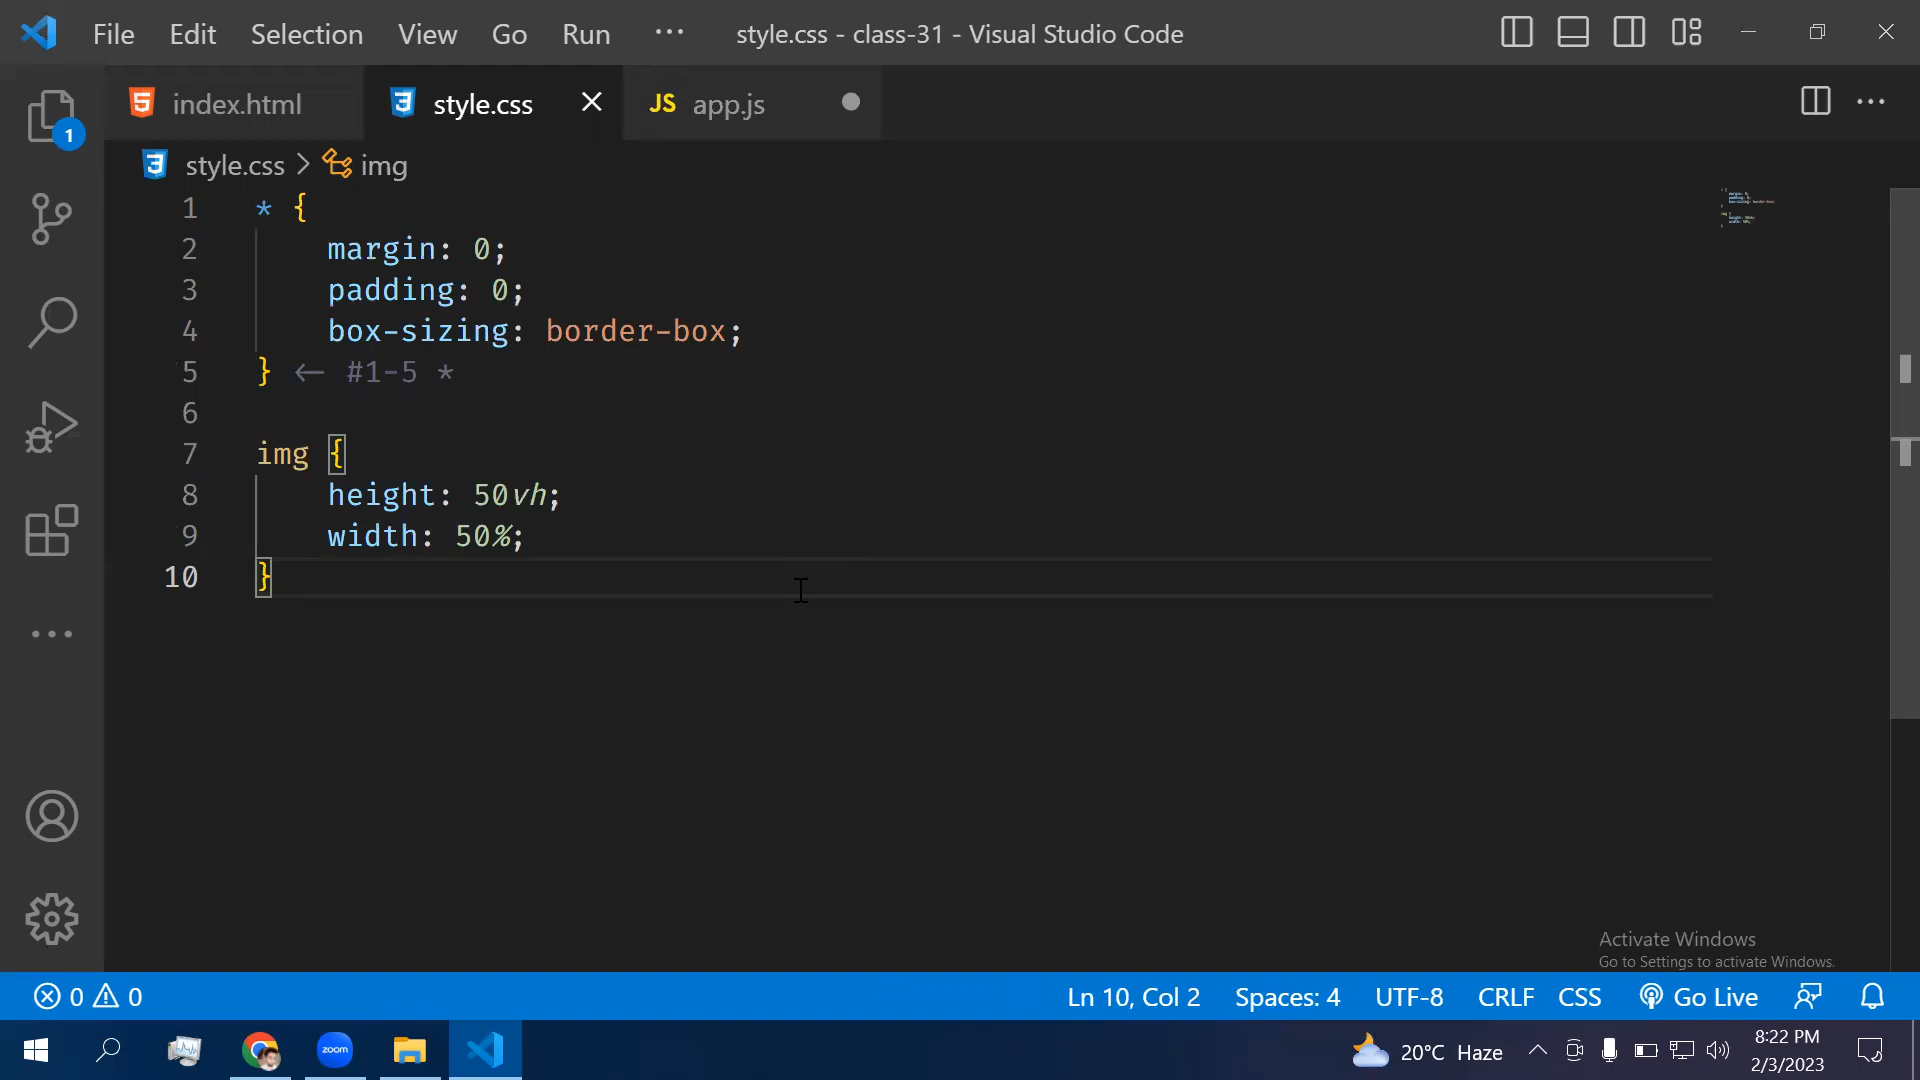 File Edit Selection View Go Run ··· style.css - class-31 - Visual Studio Code
index.html style.css JS app.js
1
style.css > img
1 * {
2 margin: 0;
3 padding: 0;
4 box-sizing: border-box;
5 } <- #1-5 *
6
7 img {
8 height: 50vh;
9 width: 50%;
10 }
Activate Windows
Go to Settings to activate Windows.
0 0 Ln 10, Col 2 Spaces: 4 UTF-8 CRLF CSS Go Live
zoom 20°C Haze 8:22 PM
2/3/2023